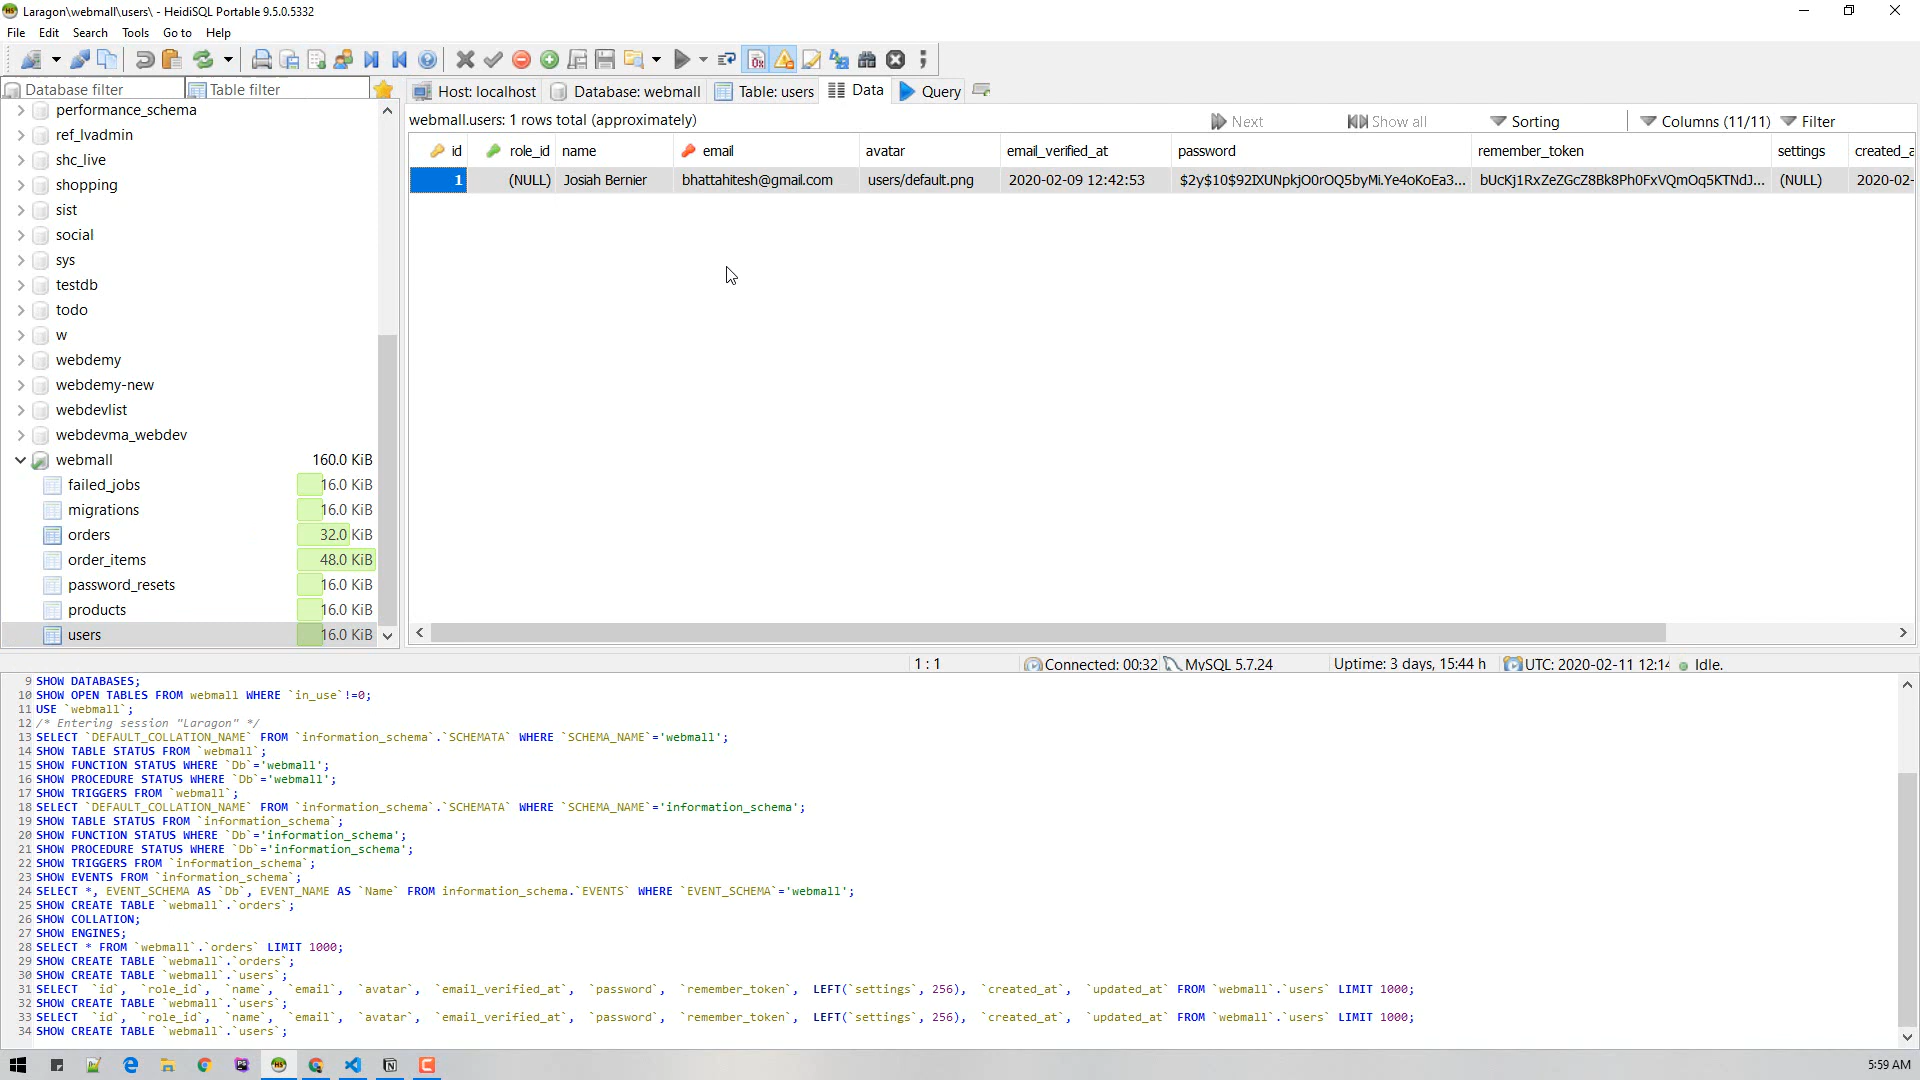 Laragon\webmall\users\ - HeidiSQL Portable 9.5.0.5332
File Edit Search Tools Go to Help
Database filter Table filter
Host: localhost Database: webmall Table: users Data Query
performance_schema
ref_lvadmin
shc_live
shopping
sist
social
sys
testdb
todo
w
webdemy
webdemy-new
webdevlist
webdevma_webdev
webmall 160.0 KiB
failed_jobs 16.0 KiB
migrations 16.0 KiB
orders 32.0 KiB
order_items 48.0 KiB
password_resets 16.0 KiB
products 16.0 KiB
users 16.0 KiB
webmall.users: 1 rows total (approximately) Next Show all Sorting Columns (11/11) Filter
id role_id name email avatar email_verified_at password remember_token settings created_a
1 (NULL) Josiah Bernier bhattahitesh@gmail.com users/default.png 2020-02-09 12:42:53 $2y$10$92IXUNpkjO0rOQ5byMi.Ye4oKoEa3... bUcKj1RxZeZGcZ8Bk8Ph0FxVQmOq5KTNdJ... (NULL) 2020-02-
1 : 1 Connected: 00:32 MySQL 5.7.24 Uptime: 3 days, 15:44 h UTC: 2020-02-11 12:14 Idle.
9 SHOW DATABASES;
10 SHOW OPEN TABLES FROM webmall WHERE `in_use`!=0;
11 USE `webmall`;
12 /* Entering session "Laragon" */
13 SELECT `DEFAULT_COLLATION_NAME` FROM `information_schema`.`SCHEMATA` WHERE `SCHEMA_NAME`='webmall';
14 SHOW TABLE STATUS FROM `webmall`;
15 SHOW FUNCTION STATUS WHERE `Db`='webmall';
16 SHOW PROCEDURE STATUS WHERE `Db`='webmall';
17 SHOW TRIGGERS FROM `webmall`;
18 SELECT `DEFAULT_COLLATION_NAME` FROM `information_schema`.`SCHEMATA` WHERE `SCHEMA_NAME`='information_schema';
19 SHOW TABLE STATUS FROM `information_schema`;
20 SHOW FUNCTION STATUS WHERE `Db`='information_schema';
21 SHOW PROCEDURE STATUS WHERE `Db`='information_schema';
22 SHOW TRIGGERS FROM `information_schema`;
23 SHOW EVENTS FROM `information_schema`;
24 SELECT *, EVENT_SCHEMA AS `Db`, EVENT_NAME AS `Name` FROM information_schema.`EVENTS` WHERE `EVENT_SCHEMA`='webmall';
25 SHOW CREATE TABLE `webmall`.`orders`;
26 SHOW COLLATION;
27 SHOW ENGINES;
28 SELECT * FROM `webmall`.`orders` LIMIT 1000;
29 SHOW CREATE TABLE `webmall`.`orders`;
30 SHOW CREATE TABLE `webmall`.`users`;
31 SELECT `id`, `role_id`, `name`, `email`, `avatar`, `email_verified_at`, `password`, `remember_token`, LEFT(`settings`, 256), `created_at`, `updated_at` FROM `webmall`.`users` LIMIT 1000;
32 SHOW CREATE TABLE `webmall`.`users`;
33 SELECT `id`, `role_id`, `name`, `email`, `avatar`, `email_verified_at`, `password`, `remember_token`, LEFT(`settings`, 256), `created_at`, `updated_at` FROM `webmall`.`users` LIMIT 1000;
34 SHOW CREATE TABLE `webmall`.`users`;
5:59 AM